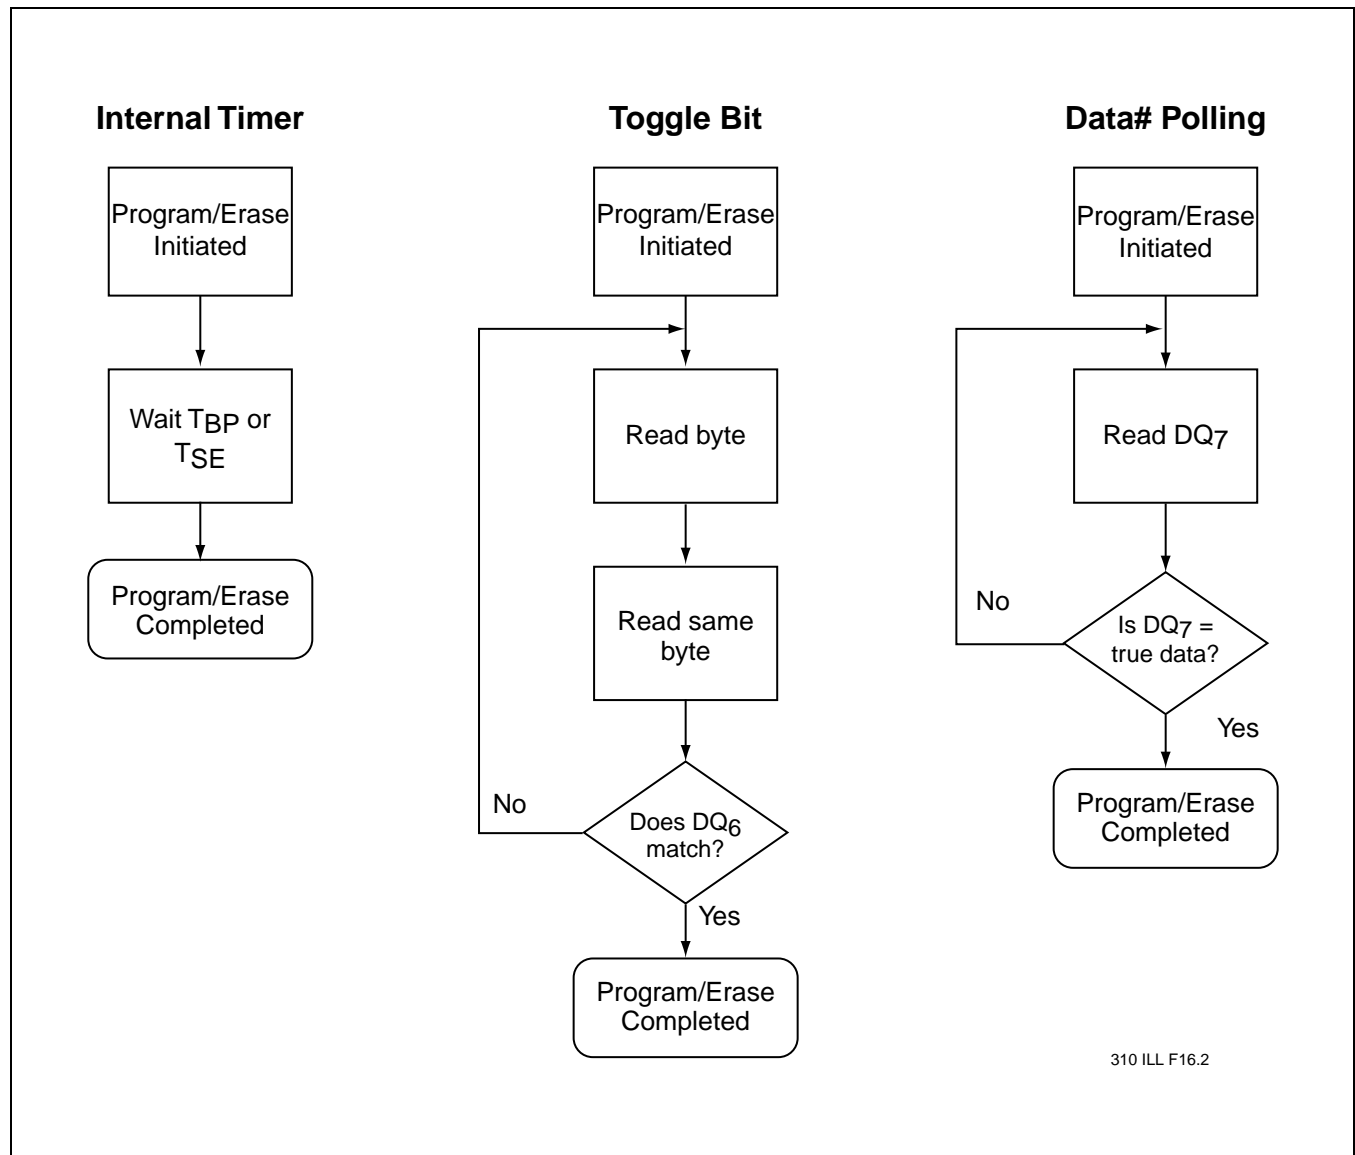 Internal Timer
Program/Erase
Initiated
Wait TBP or
TSE
Program/Erase
Completed
Toggle Bit
Program/Erase
Initiated
Read byte
Read same
byte
Does DQ6
match?
No
Yes
Program/Erase
Completed
Data# Polling
Program/Erase
Initiated
Read DQ7
Is DQ7 =
true data?
No
Yes
Program/Erase
Completed
310 ILL F16.2